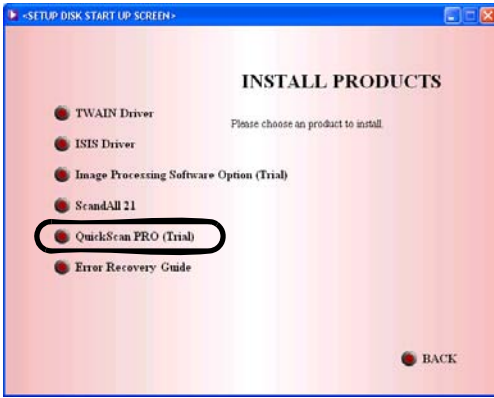 <SETUP DISK START UP SCREEN>
INSTALL PRODUCTS
Please choose an product to install.
TWAIN Driver
ISIS Driver
Image Processing Software Option (Trial)
ScandAll 21
QuickScan PRO (Trial)
Error Recovery Guide
BACK